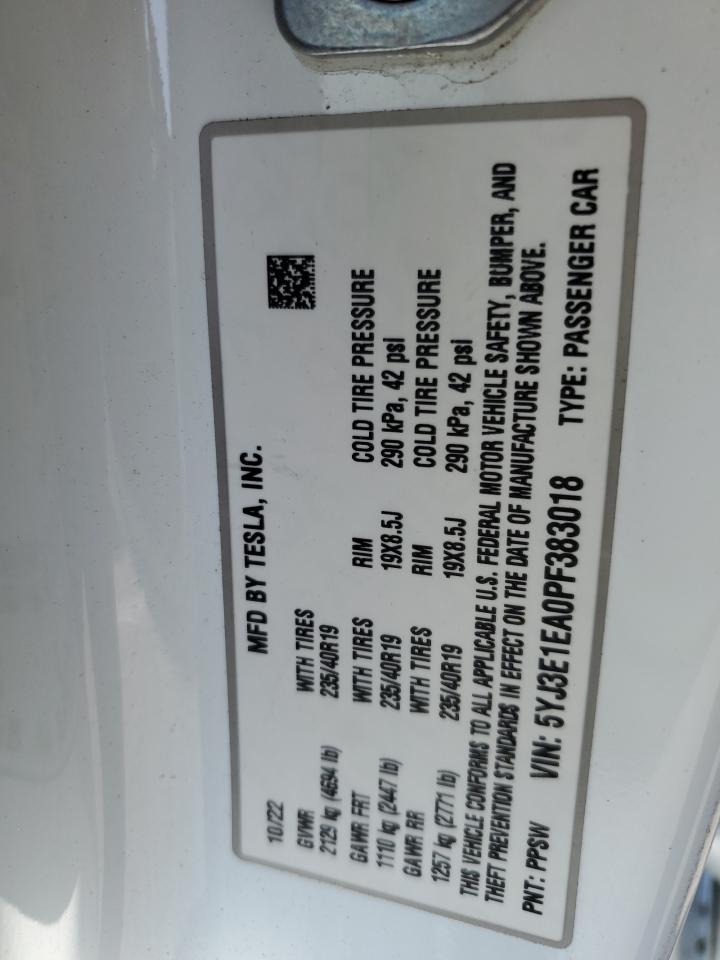 MFD BY TESLA, INC.
10/22
GVWR WITH TIRES
2129 kg (4694 lb) 235/40R19
GAWR FRT WITH TIRES RIM COLD TIRE PRESSURE
1110 kg (2447 lb) 235/40R19 19X8.5J 290 kPa, 42 psi
GAWR RR WITH TIRES RIM COLD TIRE PRESSURE
1257 kg (2771 lb) 235/40R19 19X8.5J 290 kPa, 42 psi
THIS VEHICLE CONFORMS TO ALL APPLICABLE U.S. FEDERAL MOTOR VEHICLE SAFETY, BUMPER, AND
THEFT PREVENTION STANDARDS IN EFFECT ON THE DATE OF MANUFACTURE SHOWN ABOVE.
PNT: PPSW VIN: 5YJ3E1EA0PF383018 TYPE: PASSENGER CAR